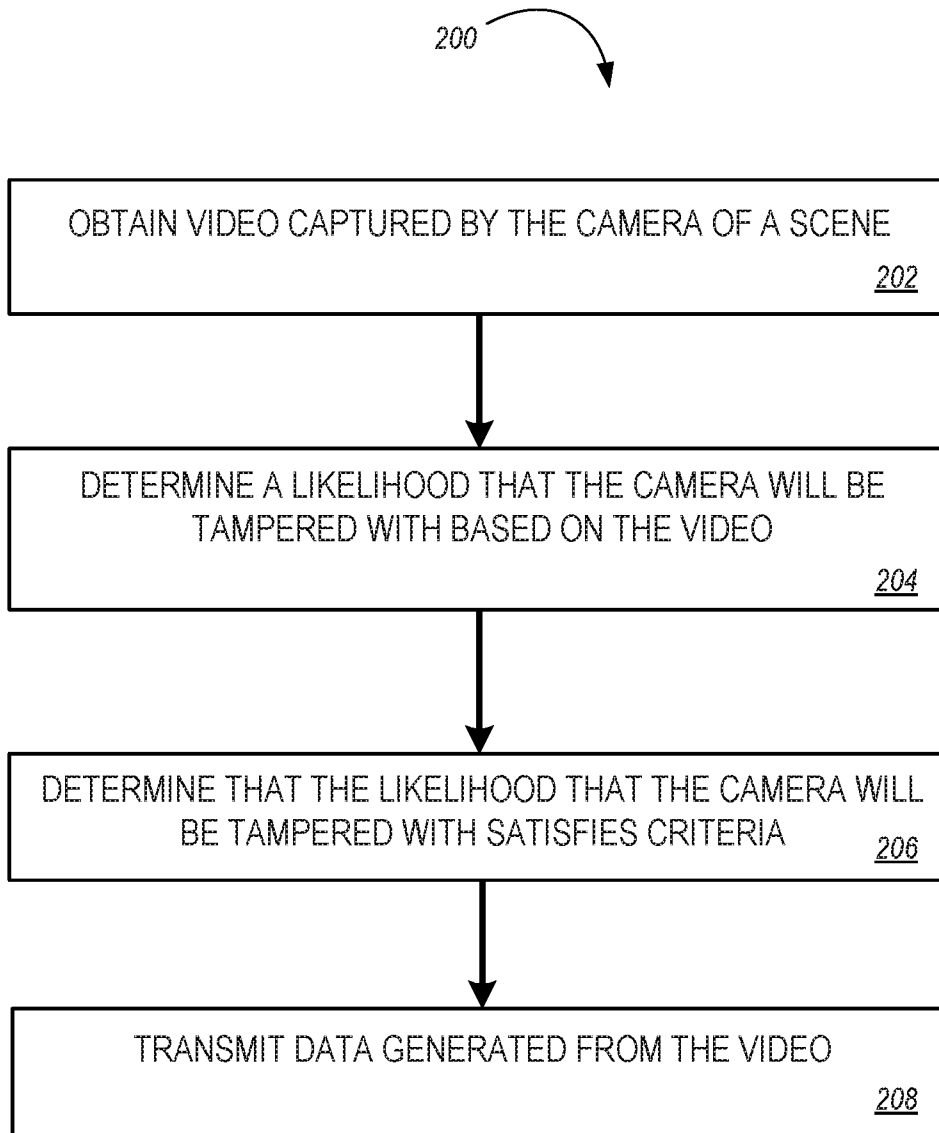 200
OBTAIN VIDEO CAPTURED BY THE CAMERA OF A SCENE
202
DETERMINE A LIKELIHOOD THAT THE CAMERA WILL BE
TAMPERED WITH BASED ON THE VIDEO
204
DETERMINE THAT THE LIKELIHOOD THAT THE CAMERA WILL
BE TAMPERED WITH SATISFIES CRITERIA
206
TRANSMIT DATA GENERATED FROM THE VIDEO
208